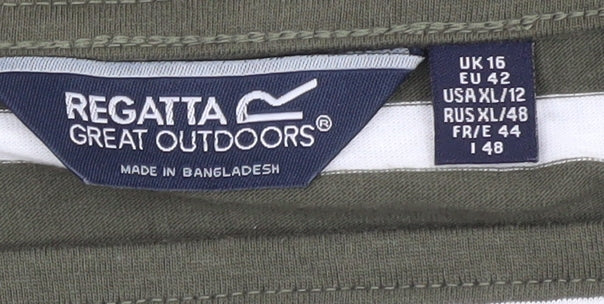 REGATTA
GREAT OUTDOORS®
MADE IN BANGLADESH
UK 16
EU 42
USA XL/12
RUS XL/48
FR/E 44
I 48